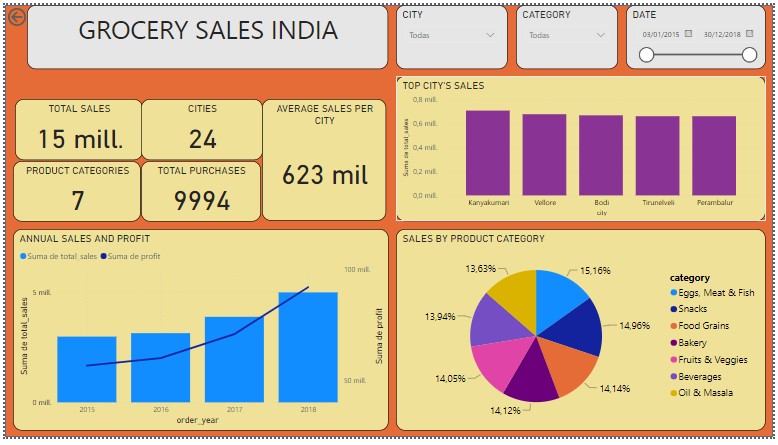 GROCERY SALES INDIA
CITY
Todas
CATEGORY
Todas
DATE
03/01/2015
30/12/2018
TOTAL SALES
15 mill.
CITIES
24
AVERAGE SALES PER
CITY
623 mil
PRODUCT CATEGORIES
7
TOTAL PURCHASES
9994
TOP CITY'S SALES
Suma de total_sales
0,8 mill.
0,6 mill.
0,4 mill.
0,2 mill.
0,0 mill.
Kanyakumari
Vellore
Bodi
Tirunelveli
Perambalur
city
ANNUAL SALES AND PROFIT
Suma de total_sales
Suma de profit
Suma de total_sales
5 mill.
0 mill.
100 mill.
50 mill.
Suma de profit
2015
2016
2017
2018
order_year
SALES BY PRODUCT CATEGORY
13,63%
15,16%
13,94%
14,96%
14,05%
14,14%
14,12%
category
Eggs, Meat & Fish
Snacks
Food Grains
Bakery
Fruits & Veggies
Beverages
Oil & Masala